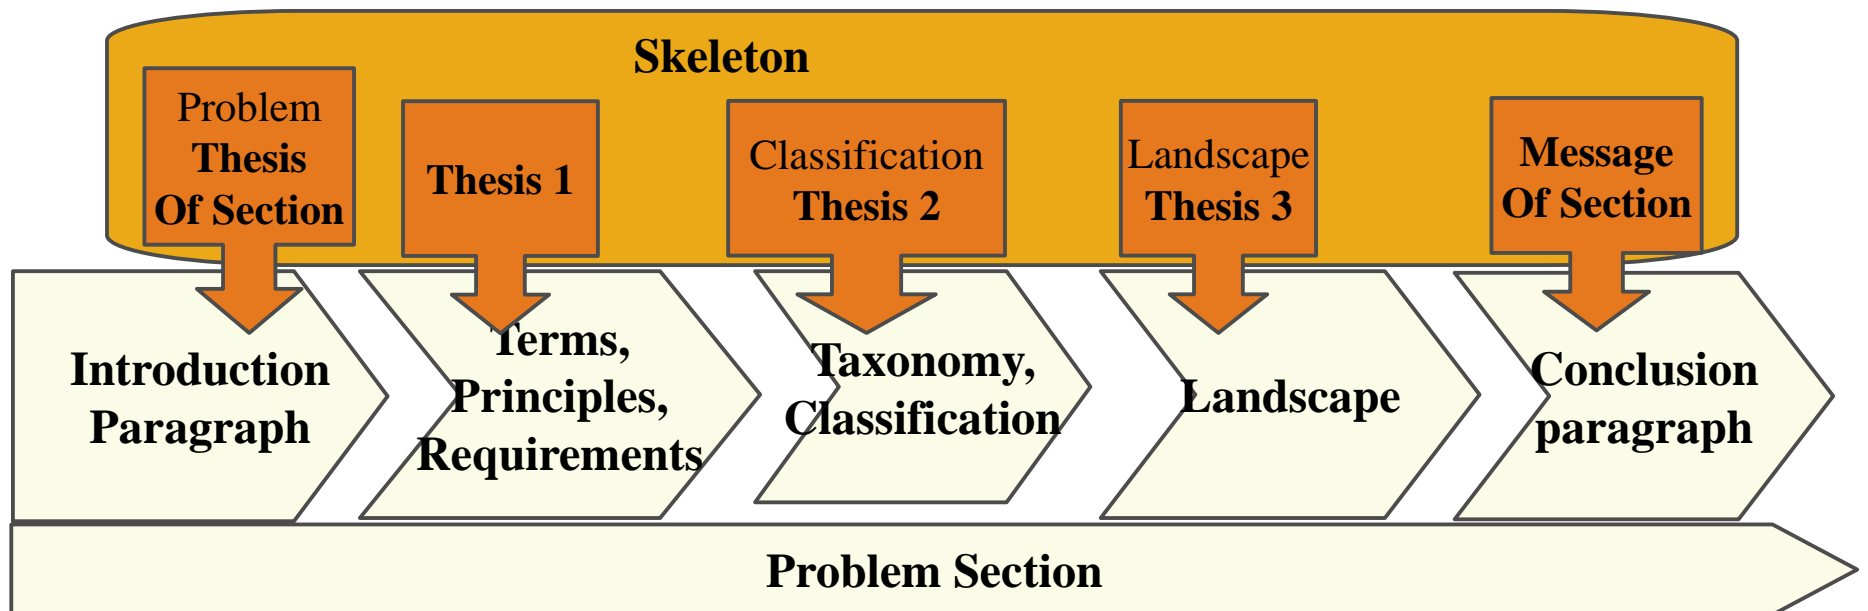 Skeleton
Problem
Thesis
Of Section
Thesis 1
Classification
Thesis 2
Landscape
Thesis 3
Message
Of Section
Introduction
Paragraph
Terms,
Principles,
Requirements
Taxonomy,
Classification
Landscape
Conclusion
paragraph
Problem Section